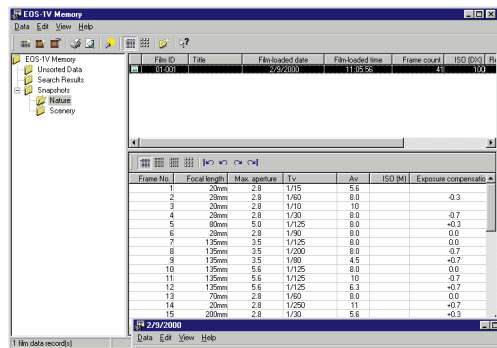 EOS-1V Memory
Data Edit View Help
EOS-1V Memory
Unsorted Data
Search Results
Snapshots
Nature
Scenery
Film ID Title Film-loaded date Film-loaded time Frame count ISO (DX) Re
01-001 2/9/2000 11:05:56 41 100
Frame No. Focal length Max. aperture Tv Av ISO (M) Exposure compensatio
1 20mm 2.8 1/15 5.6
2 28mm 2.8 1/60 8.0 -0.3
3 20mm 2.8 1/10 10
4 28mm 2.8 1/30 8.0 -0.7
5 80mm 5.0 1/125 8.0 +0.3
6 28mm 2.8 1/90 8.0 0.0
7 135mm 3.5 1/125 8.0 0.0
8 135mm 3.5 1/200 8.0 -0.7
9 135mm 3.5 1/80 4.5 +0.7
10 135mm 5.6 1/125 8.0 0.0
11 135mm 5.6 1/125 10 -0.7
12 135mm 5.6 1/125 6.3 +0.7
13 70mm 2.8 1/60 8.0 0.0
14 20mm 2.8 1/250 11 +0.7
15 200mm 2.8 1/30 5.6 +0.3
2/9/2000
Data Edit View Help
1 film data record(s)